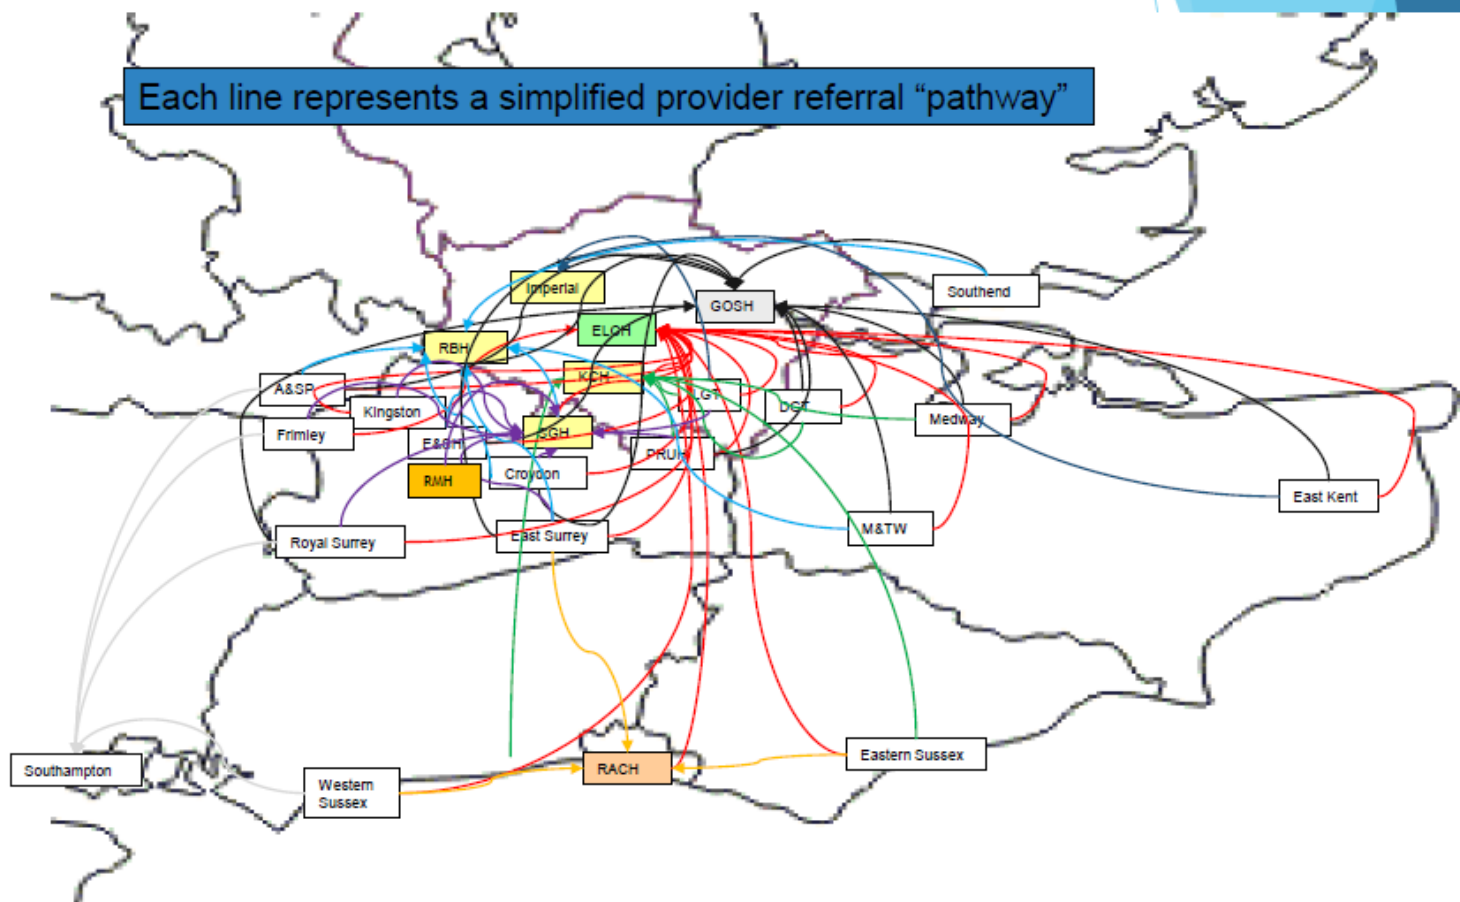 Each line represents a simplified provider referral “pathway”
Imperial
Southend
GOSH
ELCH
RBH
KCH
A&SP
LGT
DGT
Kingston
Medway
Frimley
SGH
E&SH
PRUH
Croydon
RMH
East Kent
M&TW
Royal Surrey
East Surrey
Eastern Sussex
Southampton
RACH
Western
Sussex